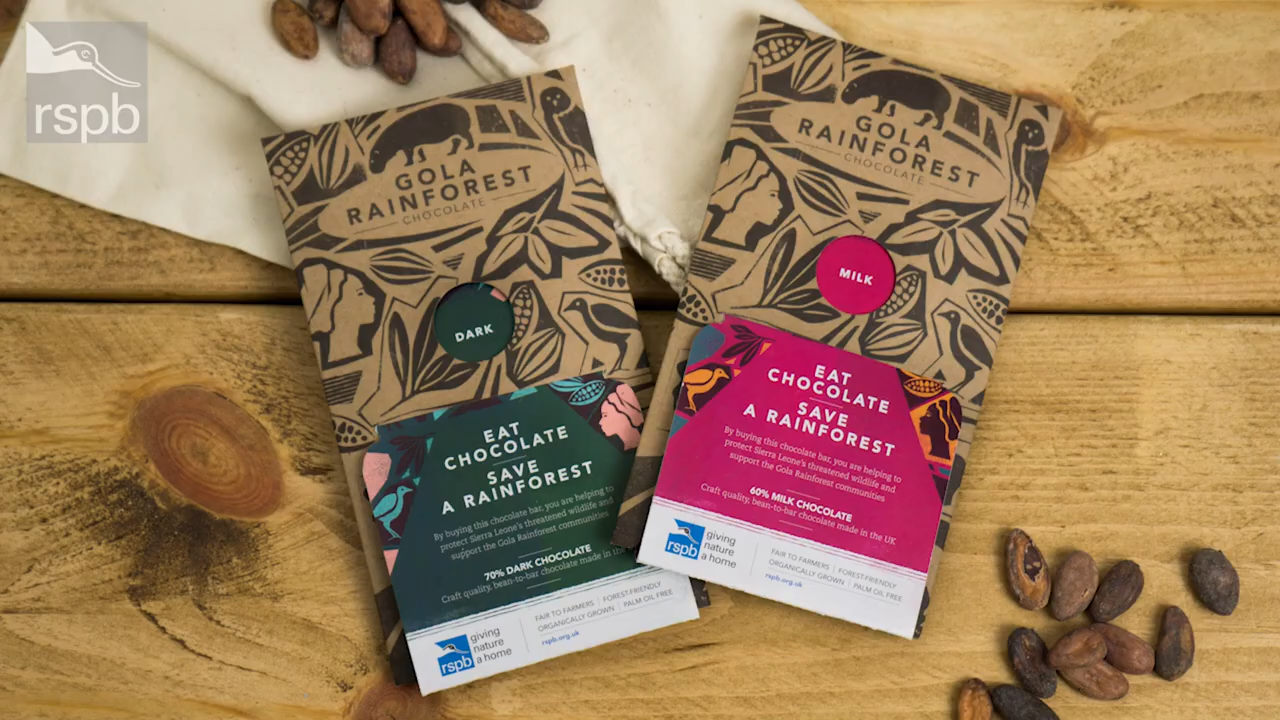 rspb
GOLA
RAINFOREST
CHOCOLATE
DARK
EAT
CHOCOLATE
SAVE
A RAINFOREST
By buying this chocolate bar, you are helping to
protect Sierra Leone's threatened wildlife and
support the Gola Rainforest communities
70% DARK CHOCOLATE
Craft quality, bean-to-bar chocolate made in the
rspb
giving
nature
a home
FAIR TO FARMERS | FOREST-FRIENDLY
ORGANICALLY GROWN | PALM OIL FREE
rspb.org.uk
GOLA
RAINFOREST
CHOCOLATE
MILK
EAT
CHOCOLATE
SAVE
A RAINFOREST
By buying this chocolate bar, you are helping to
protect Sierra Leone's threatened wildlife and
support the Gola Rainforest communities
60% MILK CHOCOLATE
Craft quality, bean-to-bar chocolate made in the UK
rspb
giving
nature
a home
FAIR TO FARMERS | FOREST-FRIENDLY
ORGANICALLY GROWN | PALM OIL FREE
rspb.org.uk